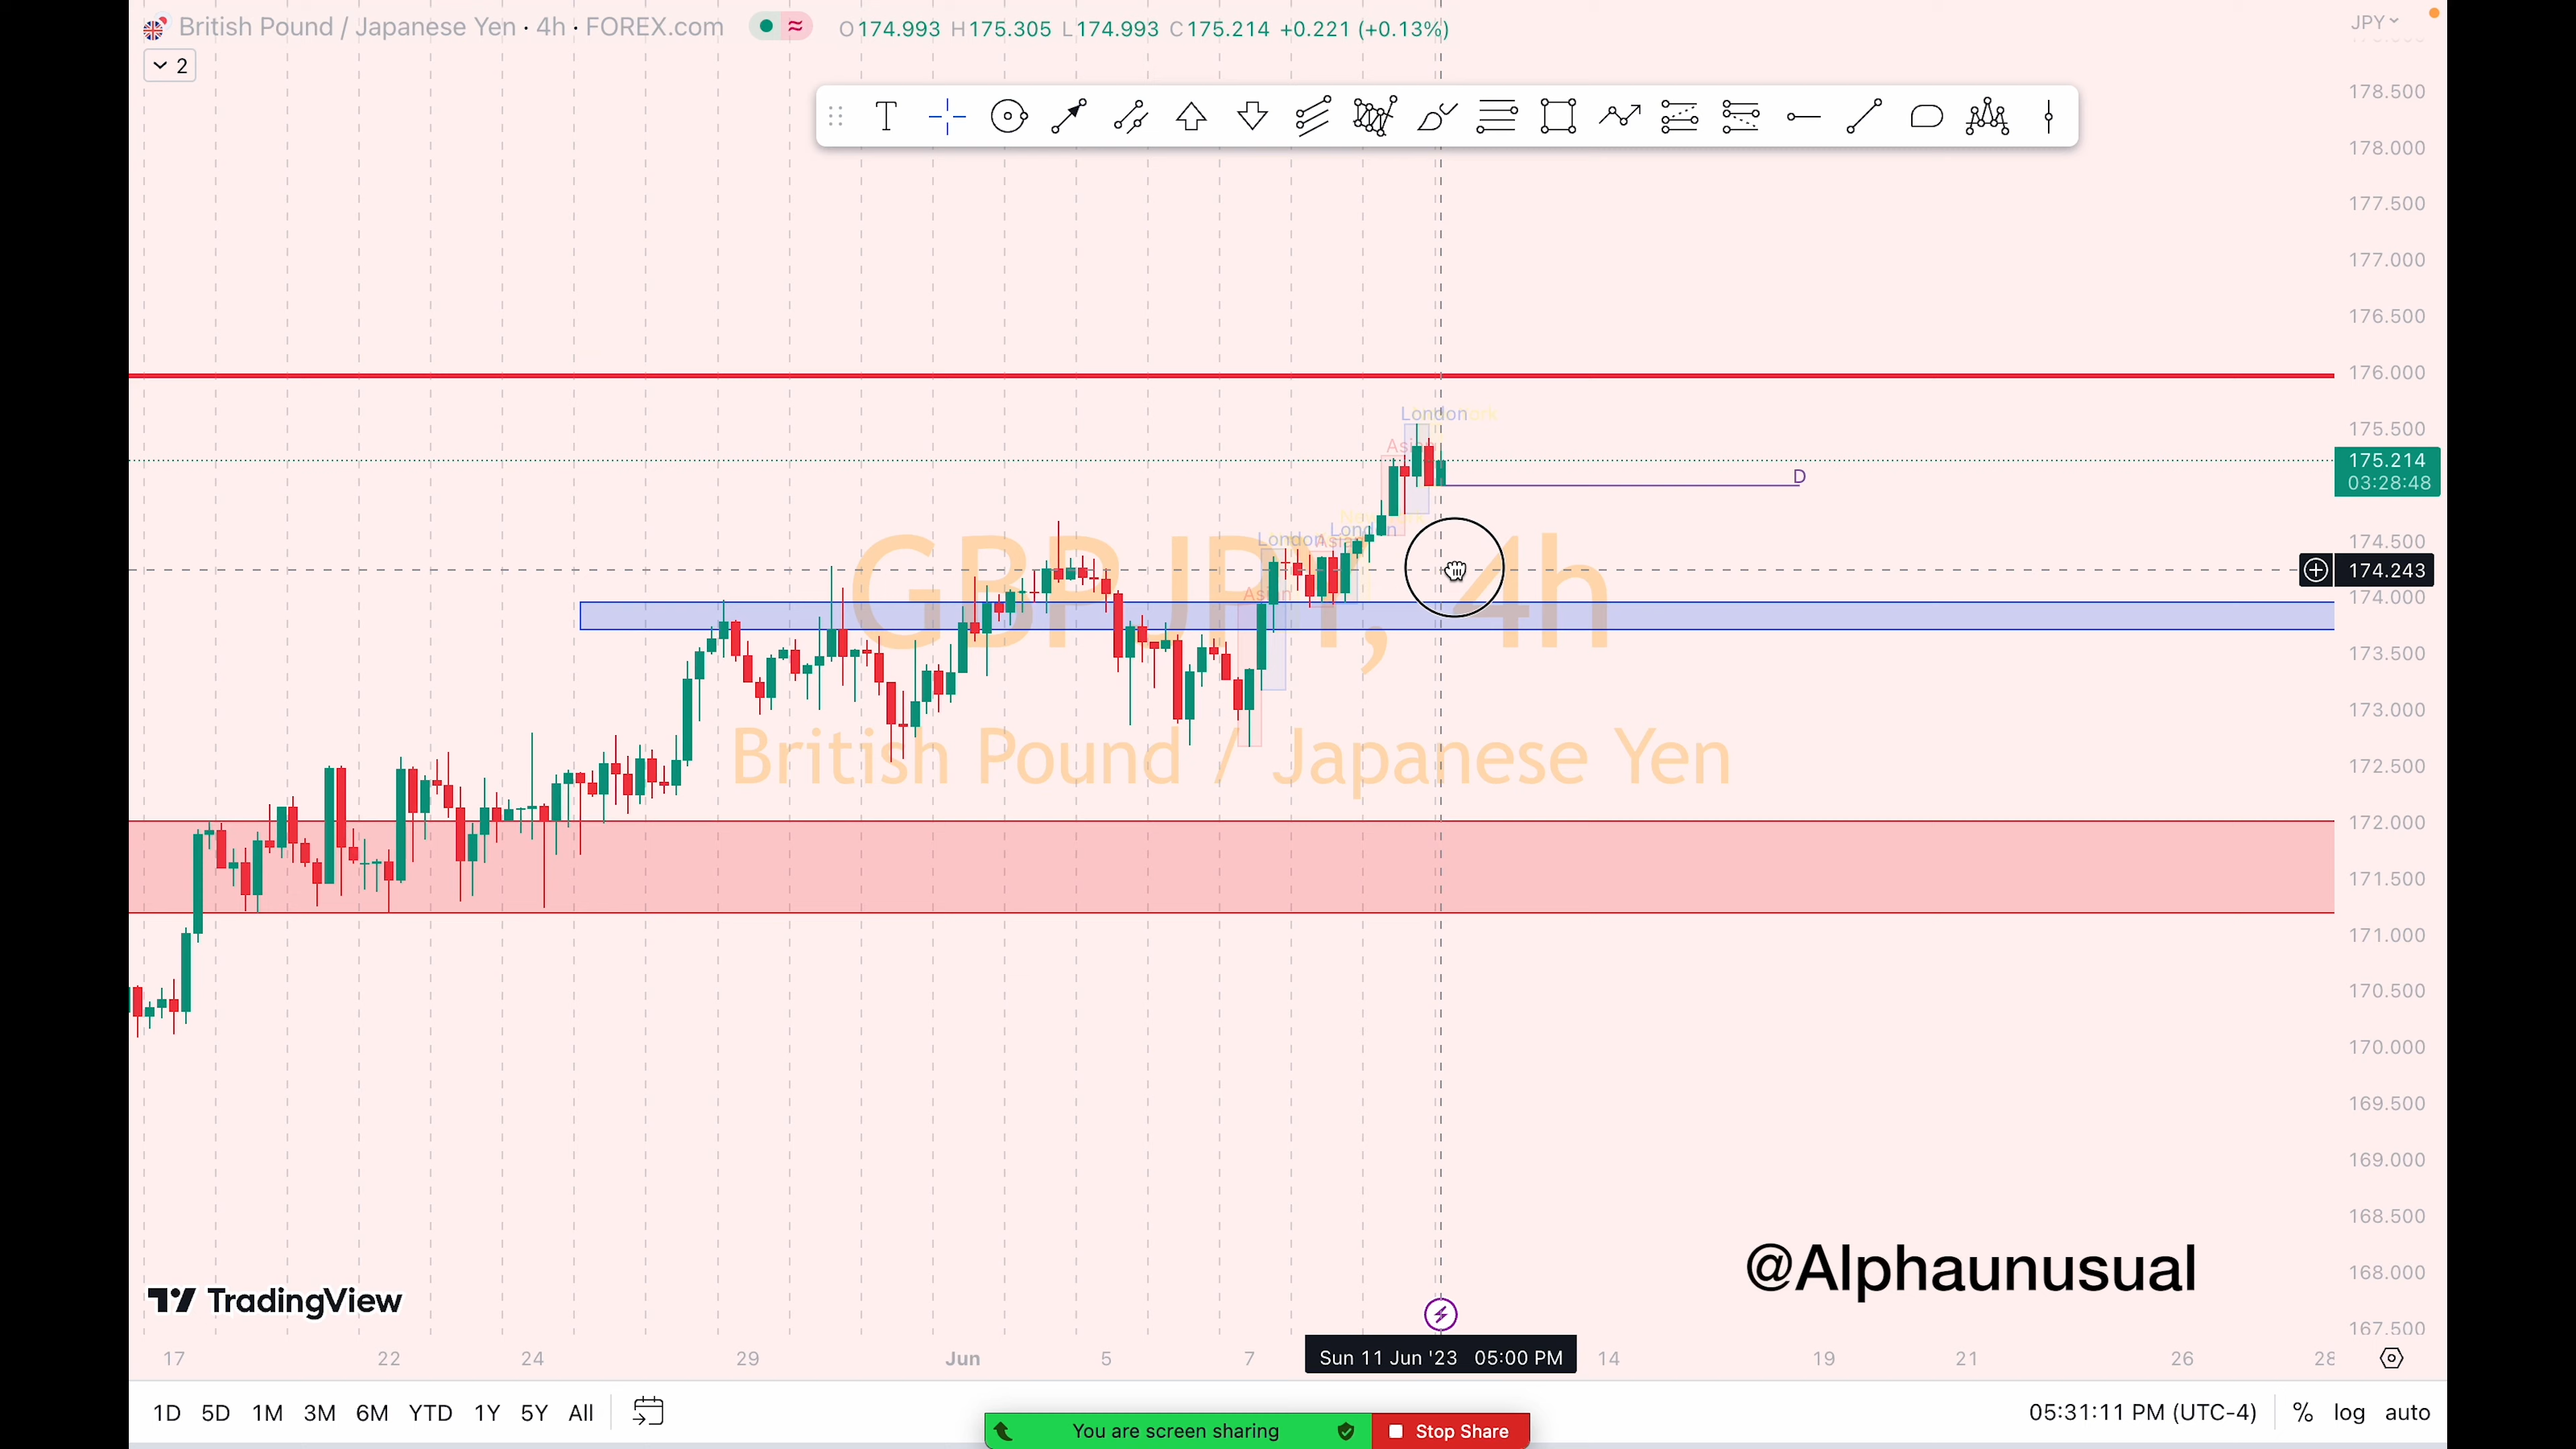 British Pound / Japanese Yen · 4h · FOREX.com
O174.993 H175.305 L174.993 C175.214 +0.221 (+0.13%)
JPY
2
T
178.500
178.000
177.500
177.000
176.500
176.000
175.500
175.214
03:28:48
174.500
174.243
174.000
173.500
173.000
172.500
172.000
171.500
171.000
170.500
170.000
169.500
169.000
168.500
168.000
167.500
London
Asian
D
London
London
Asian
Asian
GBPJPY, 4h
British Pound / Japanese Yen
@Alphaunusual
TradingView
17 22 24 29 Jun 5 7 Sun 11 Jun '23 05:00 PM 14 19 21 26 28
1D 5D 1M 3M 6M YTD 1Y 5Y All
05:31:11 PM (UTC-4) % log auto
You are screen sharing
Stop Share